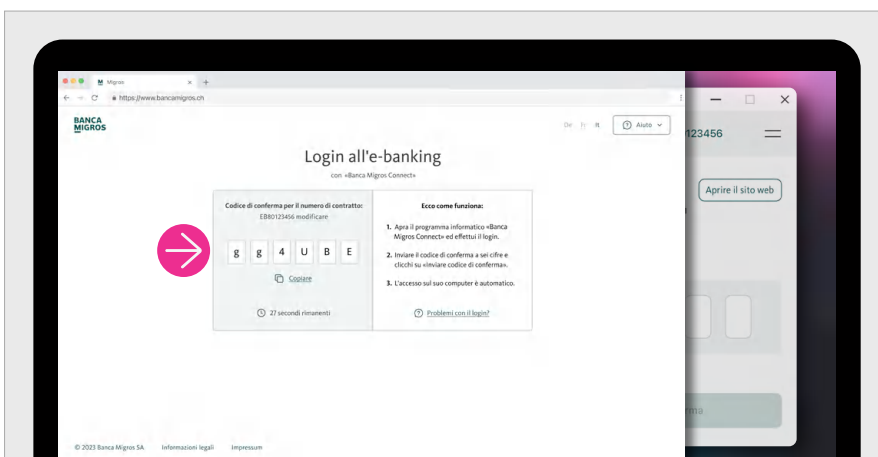 Migros
https://www.bancamigros.ch
BANCA
MIGROS
De Fr It
Aiuto
Login all'e-banking
con «Banca Migros Connect»
Codice di conferma per il numero di contratto:
EB80123456 modificare
g g 4 U B E
Copiare
27 secondi rimanenti
Ecco come funziona:
1. Apra il programma informatico «Banca
Migros Connect» ed effettui il login.
2. Inviare il codice di conferma a sei cifre e
clicchi su «Inviare codice di conferma».
3. L'accesso sul suo computer è automatico.
Problemi con il login?
© 2023 Banca Migros SA Informazioni legali Impressum
123456
Aprire il sito web
rma